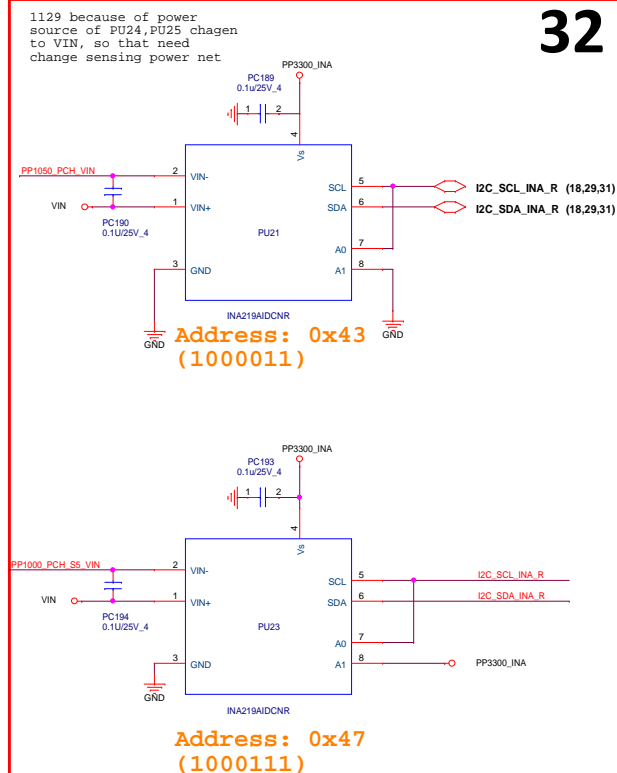 1129 because of power
source of PU24,PU25 chagen
to VIN, so that need
change sensing power net
32
PP3300_INA
PC189
0.1u/25V_4
1 2
4
Vs
PP1050_PCH_VIN
2 VIN-
SCL 5
I2C_SCL_INA_R (18,29,31)
VIN
1 VIN+
SDA 6
I2C_SDA_INA_R (18,29,31)
PC190
0.1U/25V_4
PU21
A0 7
3 GND
A1 8
INA219AIDCNR
GND
GND
Address: 0x43
(1000011)
PP3300_INA
PC193
0.1u/25V_4
1 2
4
Vs
PP1000_PCH_S5_VIN
2 VIN-
SCL 5
I2C_SCL_INA_R
VIN
1 VIN+
SDA 6
I2C_SDA_INA_R
PC194
0.1U/25V_4
PU23
A0 7
3 GND
A1 8
PP3300_INA
GND
INA219AIDCNR
Address: 0x47
(1000111)